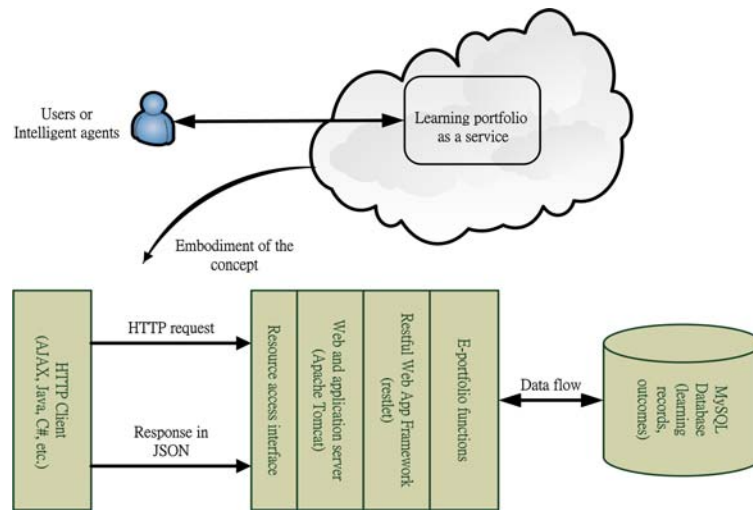 Users or
Intelligent agents
Learning portfolio
as a service
Embodiment of the
concept
HTTP Client
(AJAX, Java, C#, etc.)
HTTP request
Response in
JSON
Resource access interface
Web and application server
(Apache Tomcat)
Restful Web App Framework
(restlet)
E-portfolio functions
Data flow
MySQL
Database
(learning
records,
outcomes)